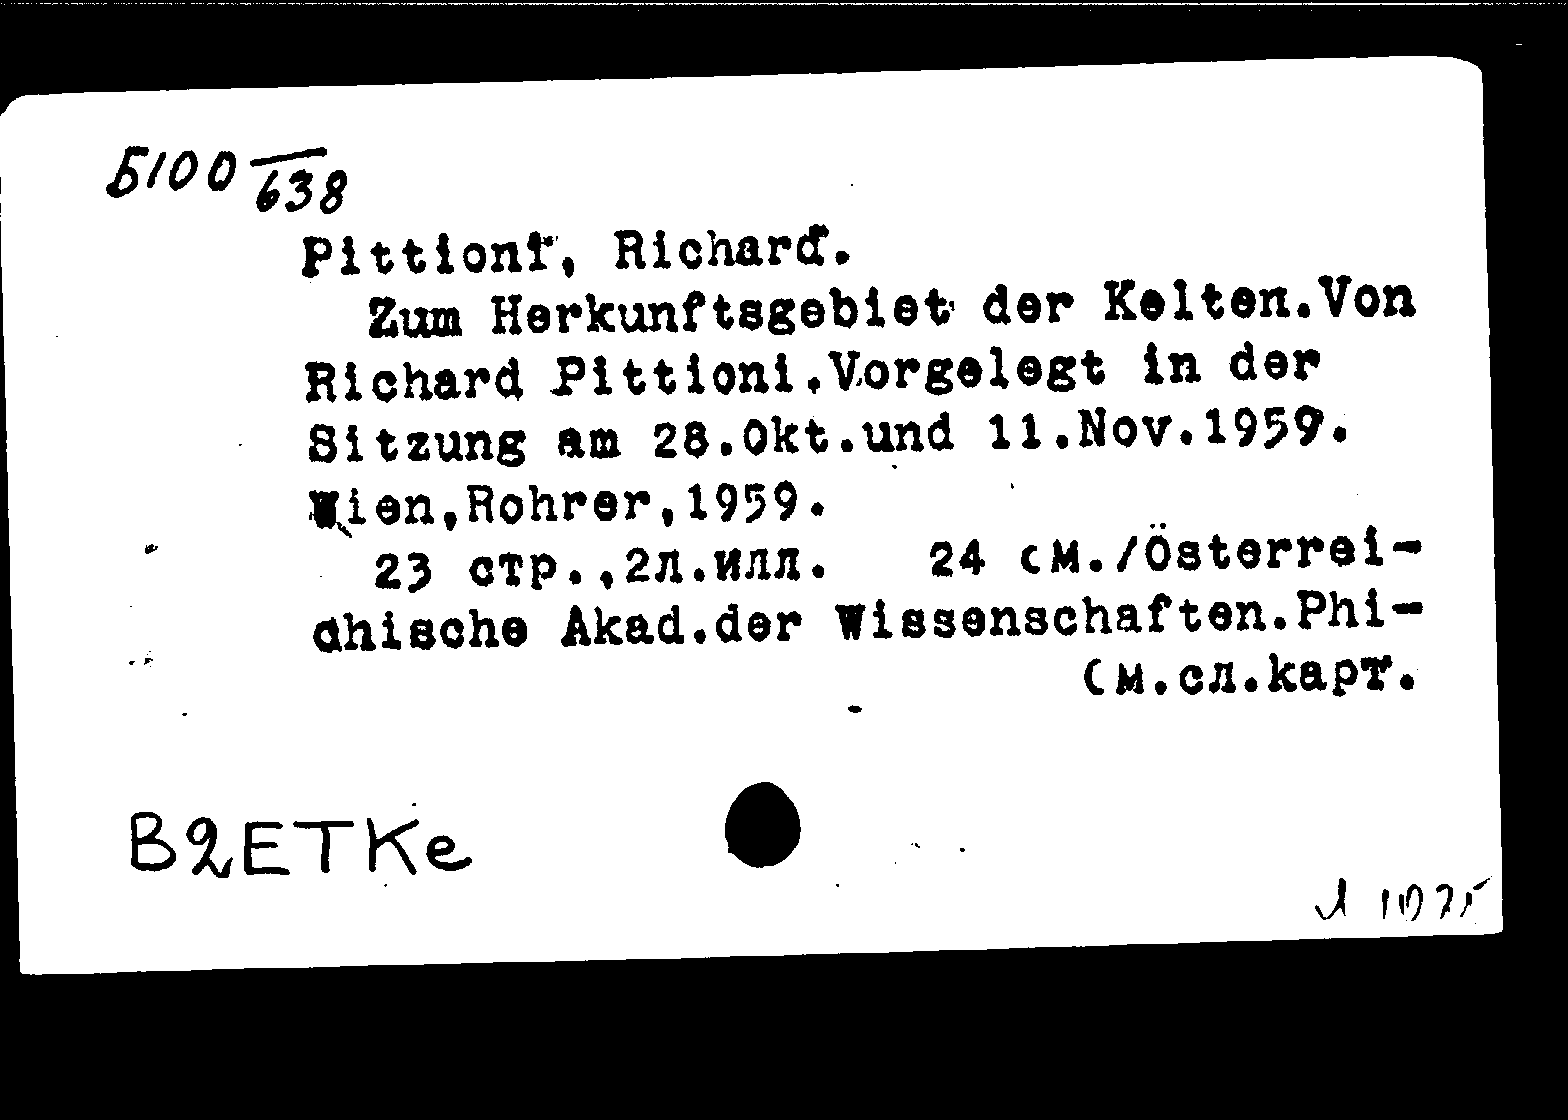 Б100 638
Pittioni, Richard.
Zum Herkunftsgebiet der Kelten.Von
Richard Pittioni.Vorgelegt in der
Sitzung am 28.Okt.und 11.Nov.1959.
Wien,Rohrer,1959.
23 стр.,2л.илл. 24 см./Österrei-
chische Akad.der Wissenschaften.Phi-
См.сл.карт.
B2ETKe